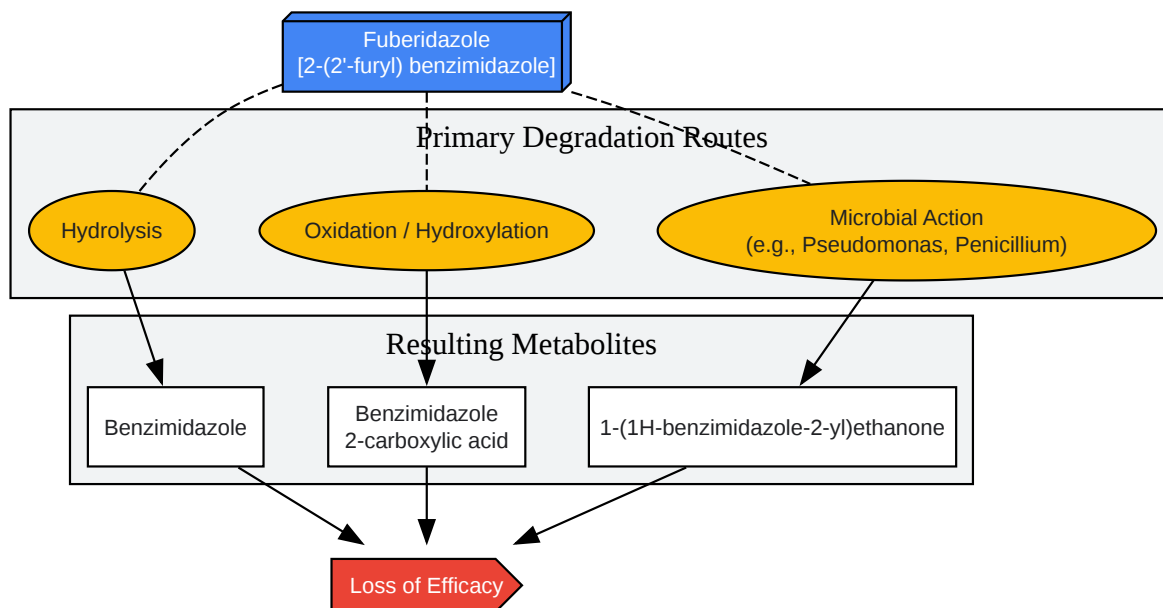 Fuberidazole
[2-(2'-furyl) benzimidazole]
Primary Degradation Routes
Hydrolysis
Oxidation / Hydroxylation
Microbial Action
(e.g., Pseudomonas, Penicillium)
Resulting Metabolites
Benzimidazole
Benzimidazole
2-carboxylic acid
1-(1H-benzimidazole-2-yl)ethanone
Loss of Efficacy